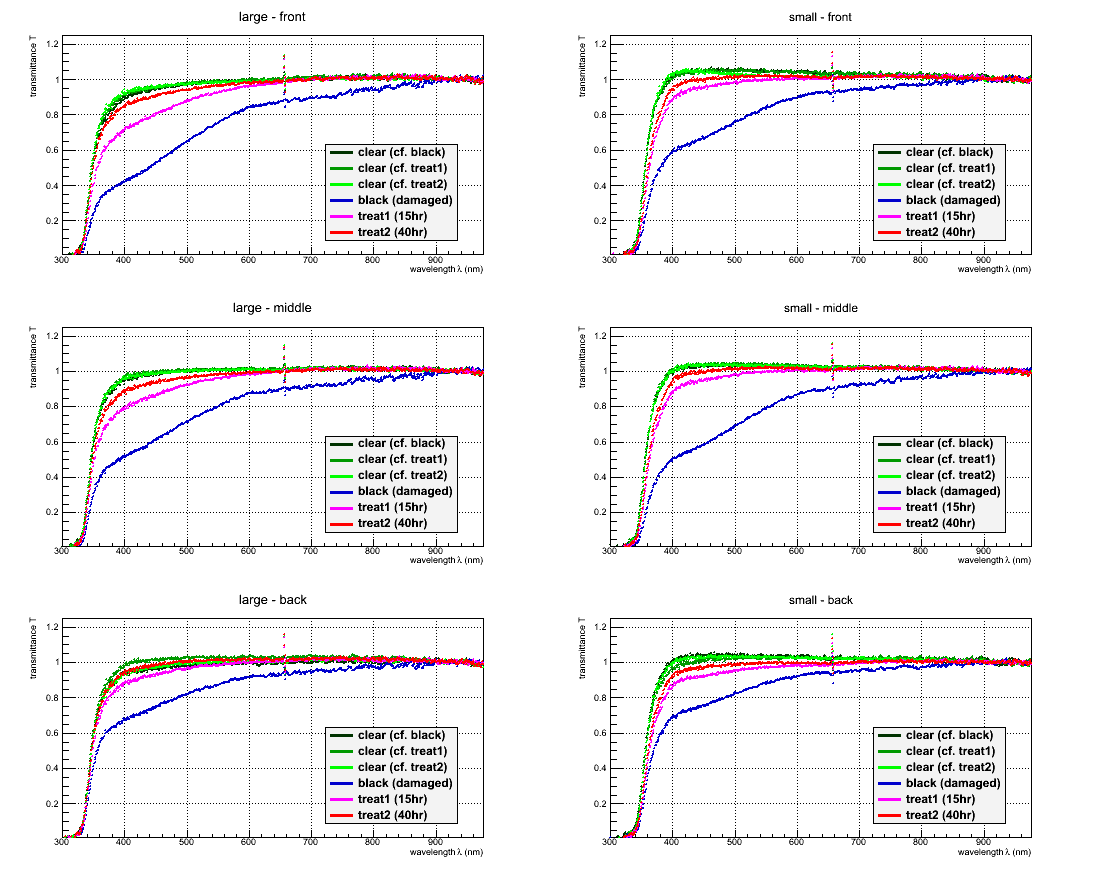 large - front
transmittance T
1.2
1
0.8
0.6
0.4
0.2
clear (cf. black)
clear (cf. treat1)
clear (cf. treat2)
black (damaged)
treat1 (15hr)
treat2 (40hr)
300 400 500 600 700 800 900
wavelength λ (nm)
small - front
transmittance T
1.2
1
0.8
0.6
0.4
0.2
clear (cf. black)
clear (cf. treat1)
clear (cf. treat2)
black (damaged)
treat1 (15hr)
treat2 (40hr)
300 400 500 600 700 800 900
wavelength λ (nm)
large - middle
transmittance T
1.2
1
0.8
0.6
0.4
0.2
clear (cf. black)
clear (cf. treat1)
clear (cf. treat2)
black (damaged)
treat1 (15hr)
treat2 (40hr)
300 400 500 600 700 800 900
wavelength λ (nm)
small - middle
transmittance T
1.2
1
0.8
0.6
0.4
0.2
clear (cf. black)
clear (cf. treat1)
clear (cf. treat2)
black (damaged)
treat1 (15hr)
treat2 (40hr)
300 400 500 600 700 800 900
wavelength λ (nm)
large - back
transmittance T
1.2
1
0.8
0.6
0.4
0.2
clear (cf. black)
clear (cf. treat1)
clear (cf. treat2)
black (damaged)
treat1 (15hr)
treat2 (40hr)
300 400 500 600 700 800 900
wavelength λ (nm)
small - back
transmittance T
1.2
1
0.8
0.6
0.4
0.2
clear (cf. black)
clear (cf. treat1)
clear (cf. treat2)
black (damaged)
treat1 (15hr)
treat2 (40hr)
300 400 500 600 700 800 900
wavelength λ (nm)